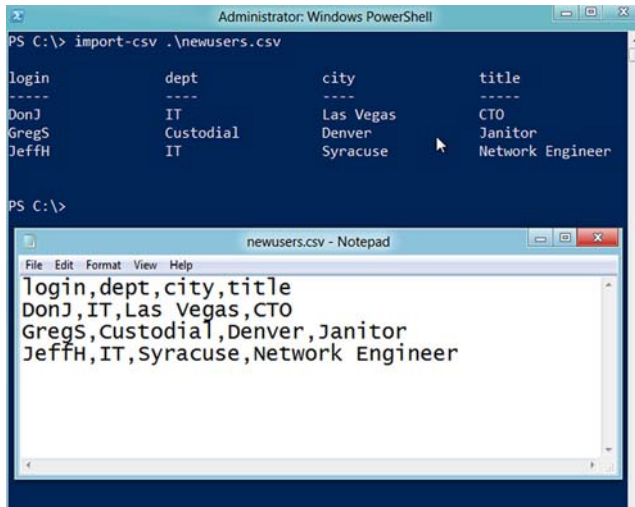 Administrator: Windows PowerShell
PS C:\> import-csv .\newusers.csv
login dept city title
----- ---- ---- -----
DonJ IT Las Vegas CTO
GregS Custodial Denver Janitor
JeffH IT Syracuse Network Engineer
PS C:\>
newusers.csv - Notepad
File Edit Format View Help
login,dept,city,title
DonJ,IT,Las Vegas,CTO
GregS,Custodial,Denver,Janitor
JeffH,IT,Syracuse,Network Engineer